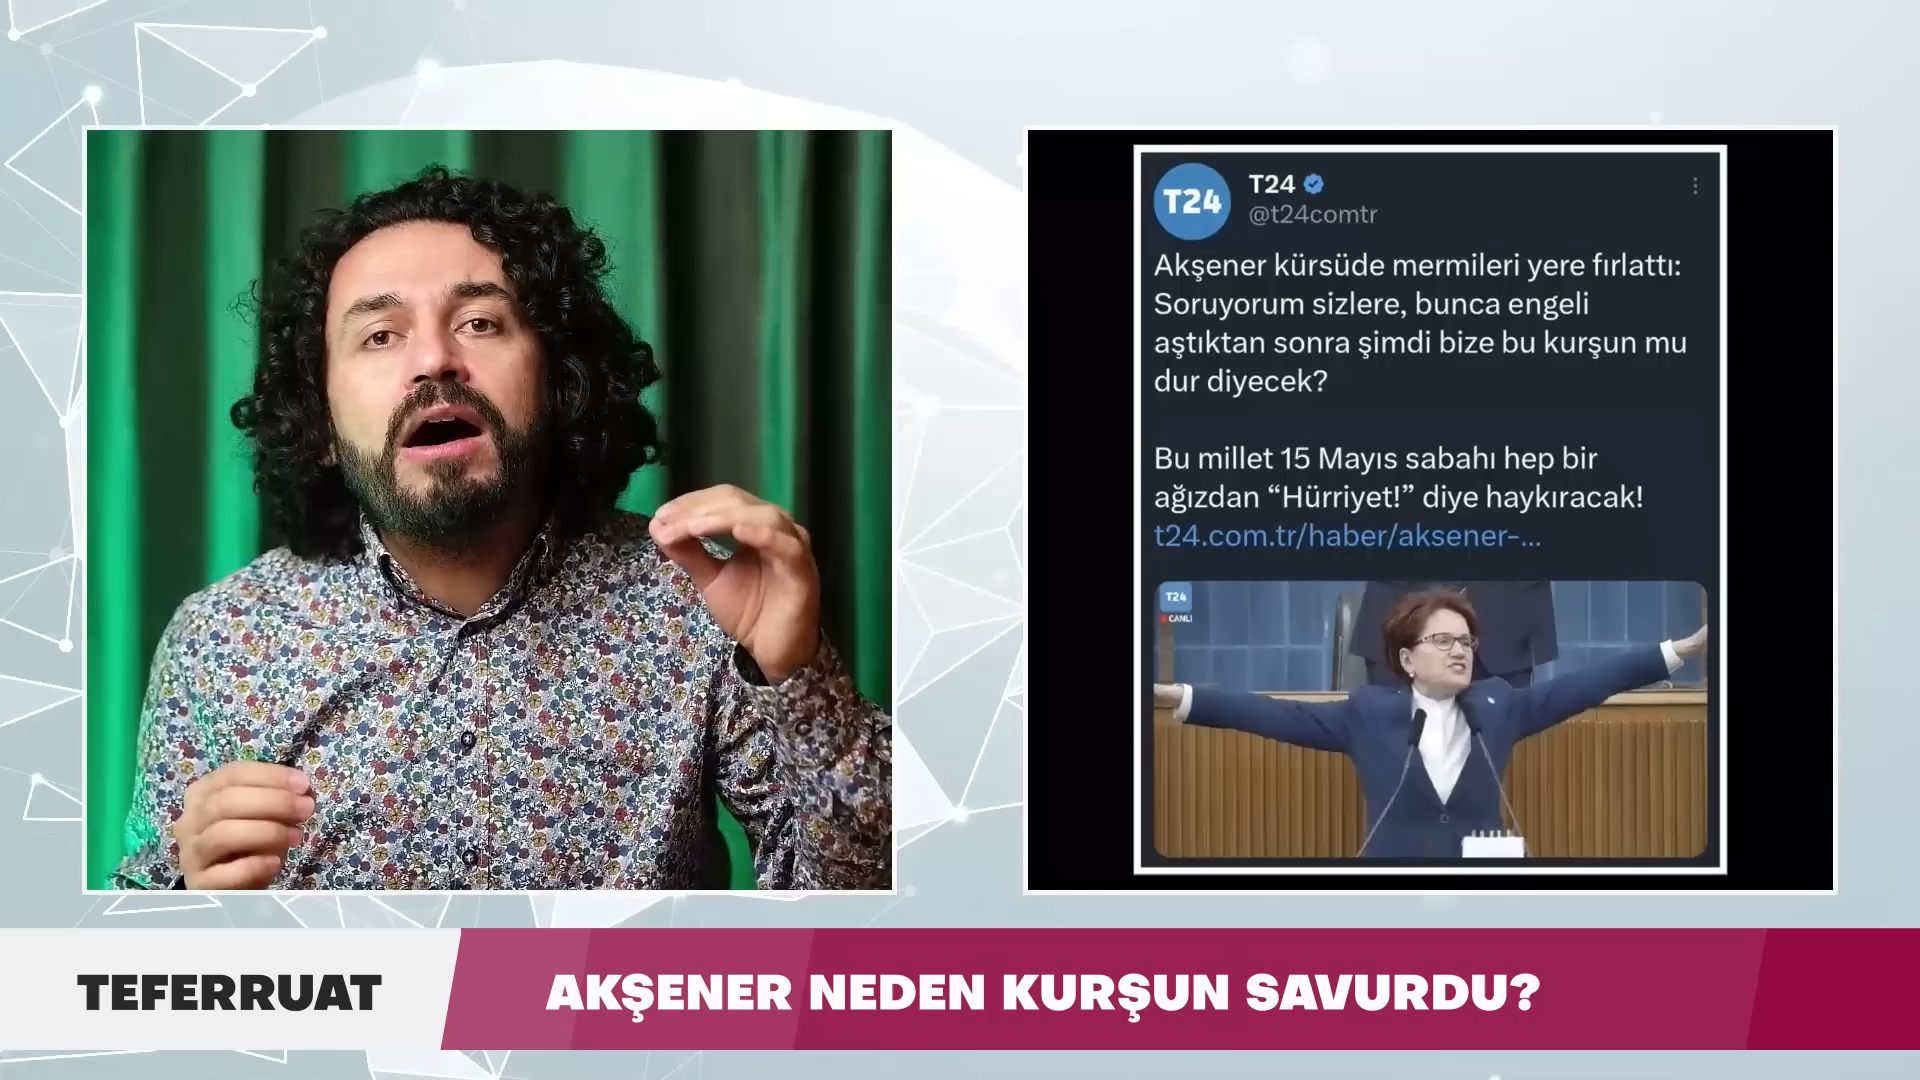 T24
T24
@t24comtr
Akşener kürsüde mermileri yere fırlattı:
Soruyorum sizlere, bunca engeli
aştıktan sonra şimdi bize bu kurşun mu
dur diyecek?
Bu millet 15 Mayıs sabahı hep bir
ağızdan “Hürriyet!” diye haykıracak!
t24.com.tr/haber/aksener-...
T24
CANLI
TEFERRUAT
AKŞENER NEDEN KURŞUN SAVURDU?